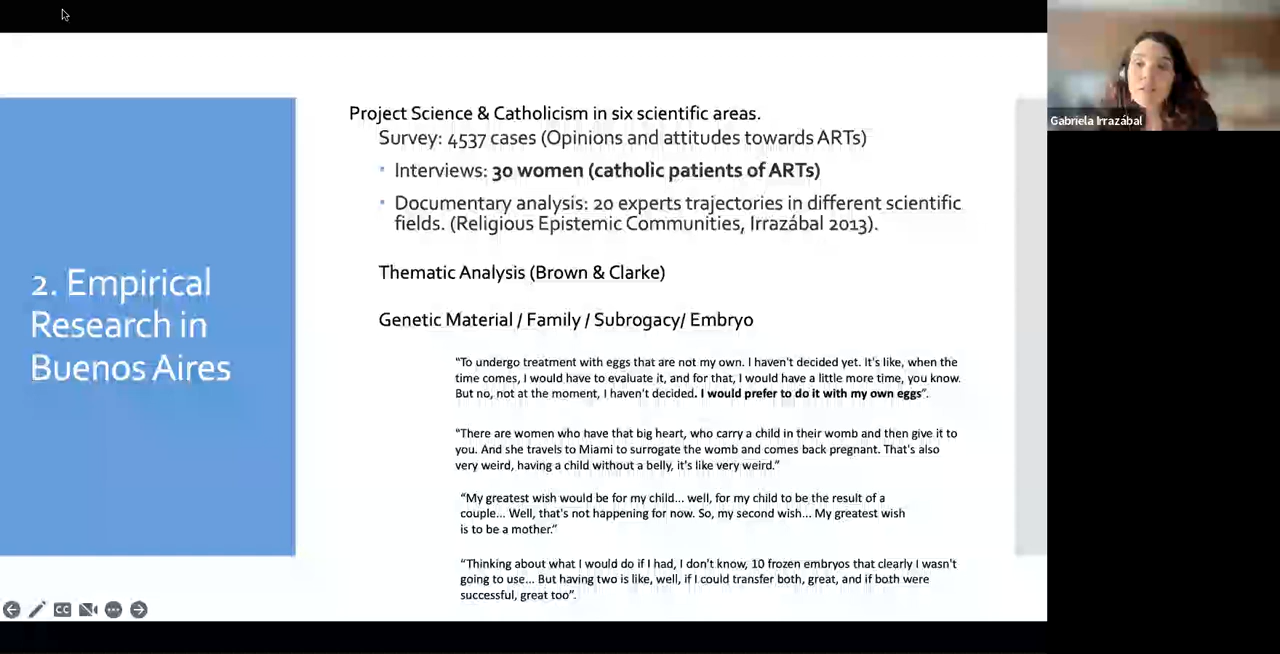 Project Science & Catholicism in six scientific areas.
Survey: 4537 cases (Opinions and attitudes towards ARTs)
Interviews: 30 women (catholic patients of ARTs)
Documentary analysis: 20 experts trajectories in different scientific
fields. (Religious Epistemic Communities, Irrazábal 2013).
Thematic Analysis (Brown & Clarke)
Genetic Material / Family / Subrogacy/ Embryo
2. Empirical
Research in
Buenos Aires
"To undergo treatment with eggs that are not my own. I haven't decided yet. It's like, when the
time comes, I would have to evaluate it, and for that, I would have a little more time, you know.
But no, not at the moment, I haven't decided. I would prefer to do it with my own eggs".
"There are women who have that big heart, who carry a child in their womb and then give it to
you. And she travels to Miami to surrogate the womb and comes back pregnant. That's also
very weird, having a child without a belly, it's like very weird."
"My greatest wish would be for my child... well, for my child to be the result of a
couple... Well, that's not happening for now. So, my second wish... My greatest wish
is to be a mother."
"Thinking about what I would do if I had, I don't know, 10 frozen embryos that clearly I wasn't
going to use... But having two is like, well, if I could transfer both, great, and if both were
successful, great too".
CC
Gabriela Irrazábal